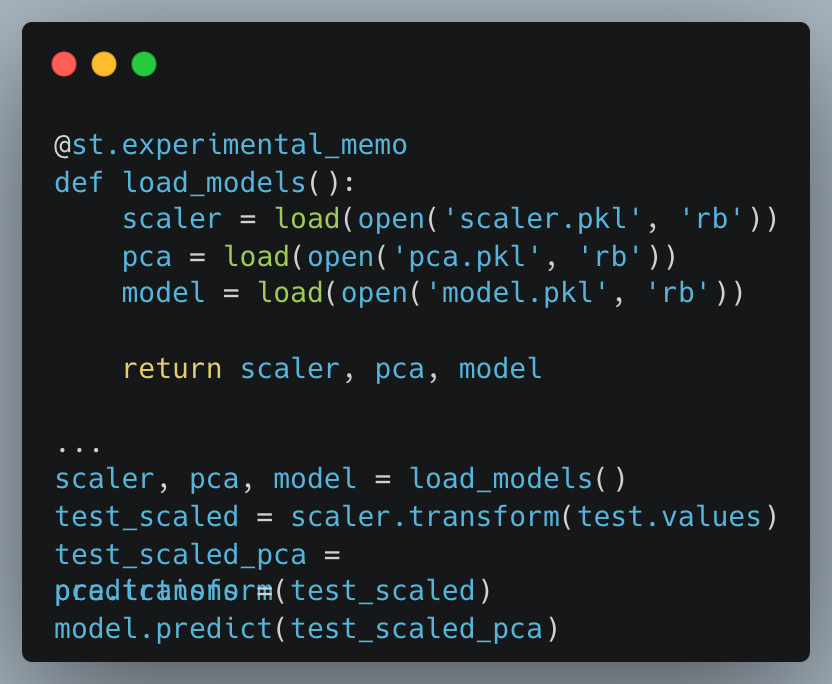 @st.experimental_memo
def load_models():
    scaler = load(open('scaler.pkl', 'rb'))
    pca = load(open('pca.pkl', 'rb'))
    model = load(open('model.pkl', 'rb'))
    return scaler, pca, model
...
scaler, pca, model = load_models()
test_scaled = scaler.transform(test.values)
test_scaled_pca =
pca.transform(test_scaled)
predictions =
model.predict(test_scaled_pca)